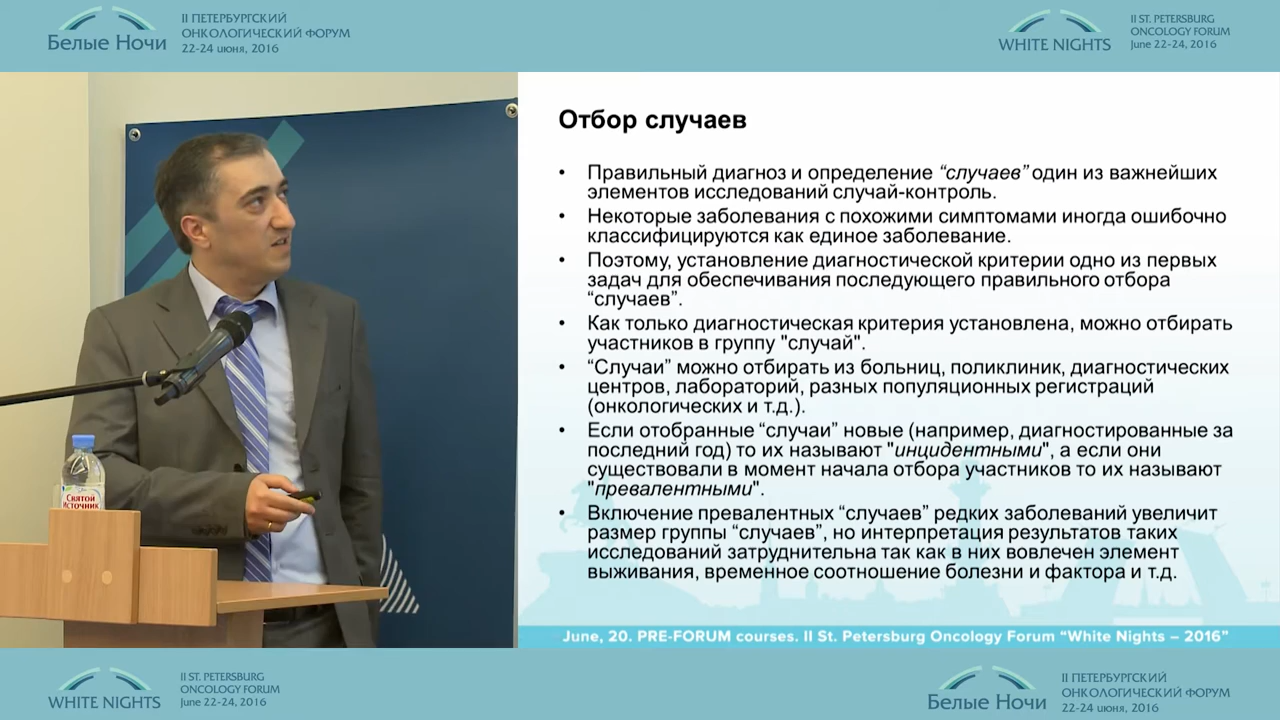 Белые Ночи
II ПЕТЕРБУРГСКИЙ
ОНКОЛОГИЧЕСКИЙ ФОРУМ
22-24 июня, 2016
WHITE NIGHTS
II ST. PETERSBURG
ONCOLOGY FORUM
June 22-24, 2016
Святой
Источник
Отбор случаев
• Правильный диагноз и определение “случаев” один из важнейших
элементов исследований случай-контроль.
• Некоторые заболевания с похожими симптомами иногда ошибочно
классифицируются как единое заболевание.
• Поэтому, установление диагностической критерии одно из первых
задач для обеспечивания последующего правильного отбора
“случаев”.
• Как только диагностическая критерия установлена, можно отбирать
участников в группу "случай".
• “Случаи” можно отбирать из больниц, поликлиник, диагностических
центров, лабораторий, разных популяционных регистраций
(онкологических и т.д.).
• Если отобранные “случаи” новые (например, диагностированные за
последний год) то их называют "инцидентными", а если они
существовали в момент начала отбора участников то их называют
"превалентными".
• Включение превалентных “случаев” редких заболеваний увеличит
размер группы “случаев”, но интерпретация результатов таких
исследований затруднительна так как в них вовлечен элемент
выживания, временное соотношение болезни и фактора и т.д.
June, 20. PRE-FORUM courses. II St. Petersburg Oncology Forum “White Nights – 2016”
WHITE NIGHTS
II ST. PETERSBURG
ONCOLOGY FORUM
June 22-24, 2016
Белые Ночи
II ПЕТЕРБУРГСКИЙ
ОНКОЛОГИЧЕСКИЙ ФОРУМ
22-24 июня, 2016